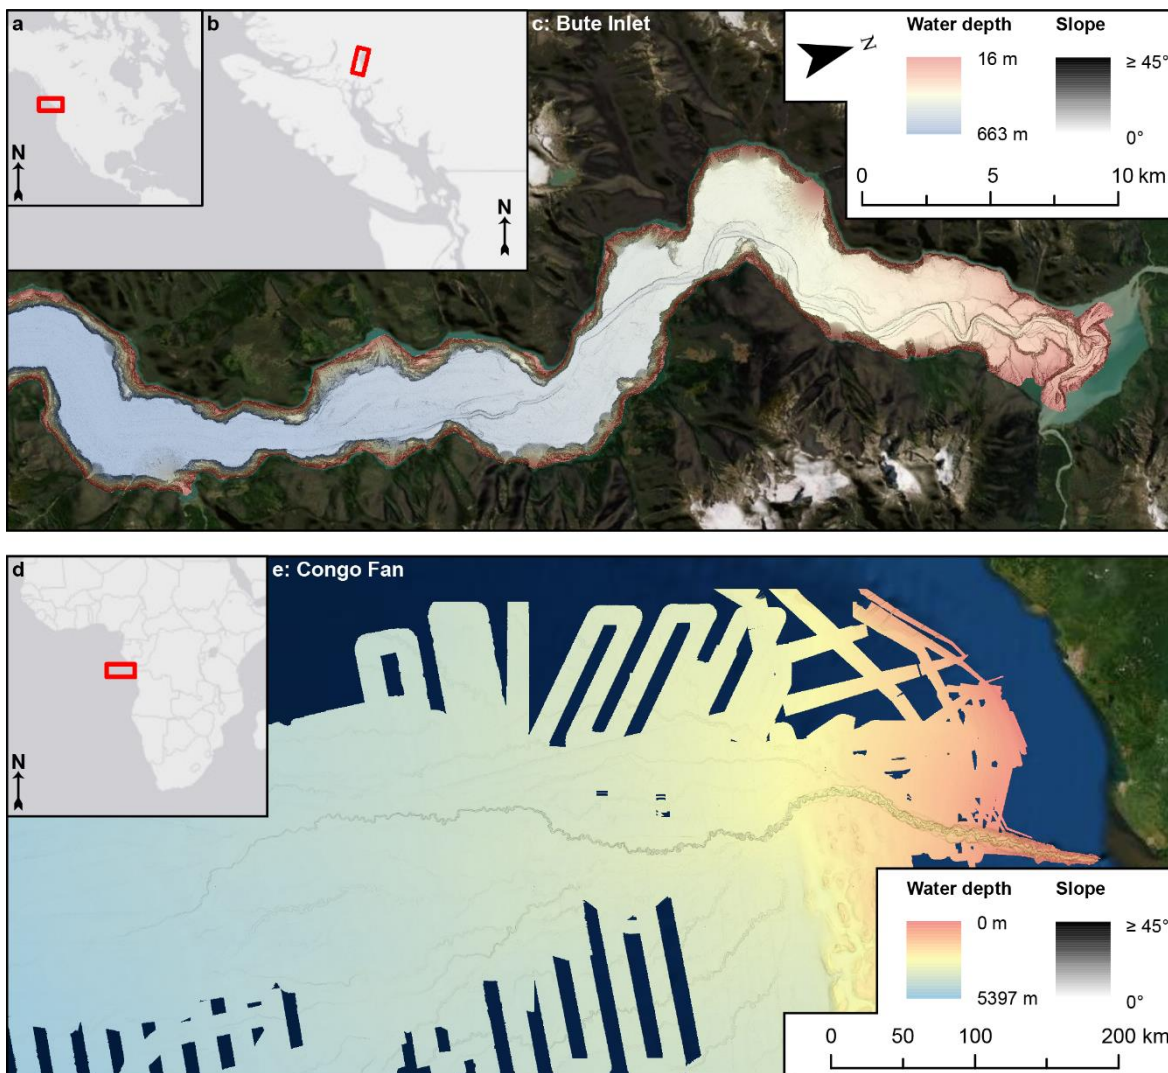 a
N
b
N
c: Bute Inlet
N
Water depth
Slope
16 m
≥ 45°
663 m
0°
0
5
10 km
d
N
e: Congo Fan
Water depth
Slope
0 m
≥ 45°
5397 m
0°
0
50
100
200 km